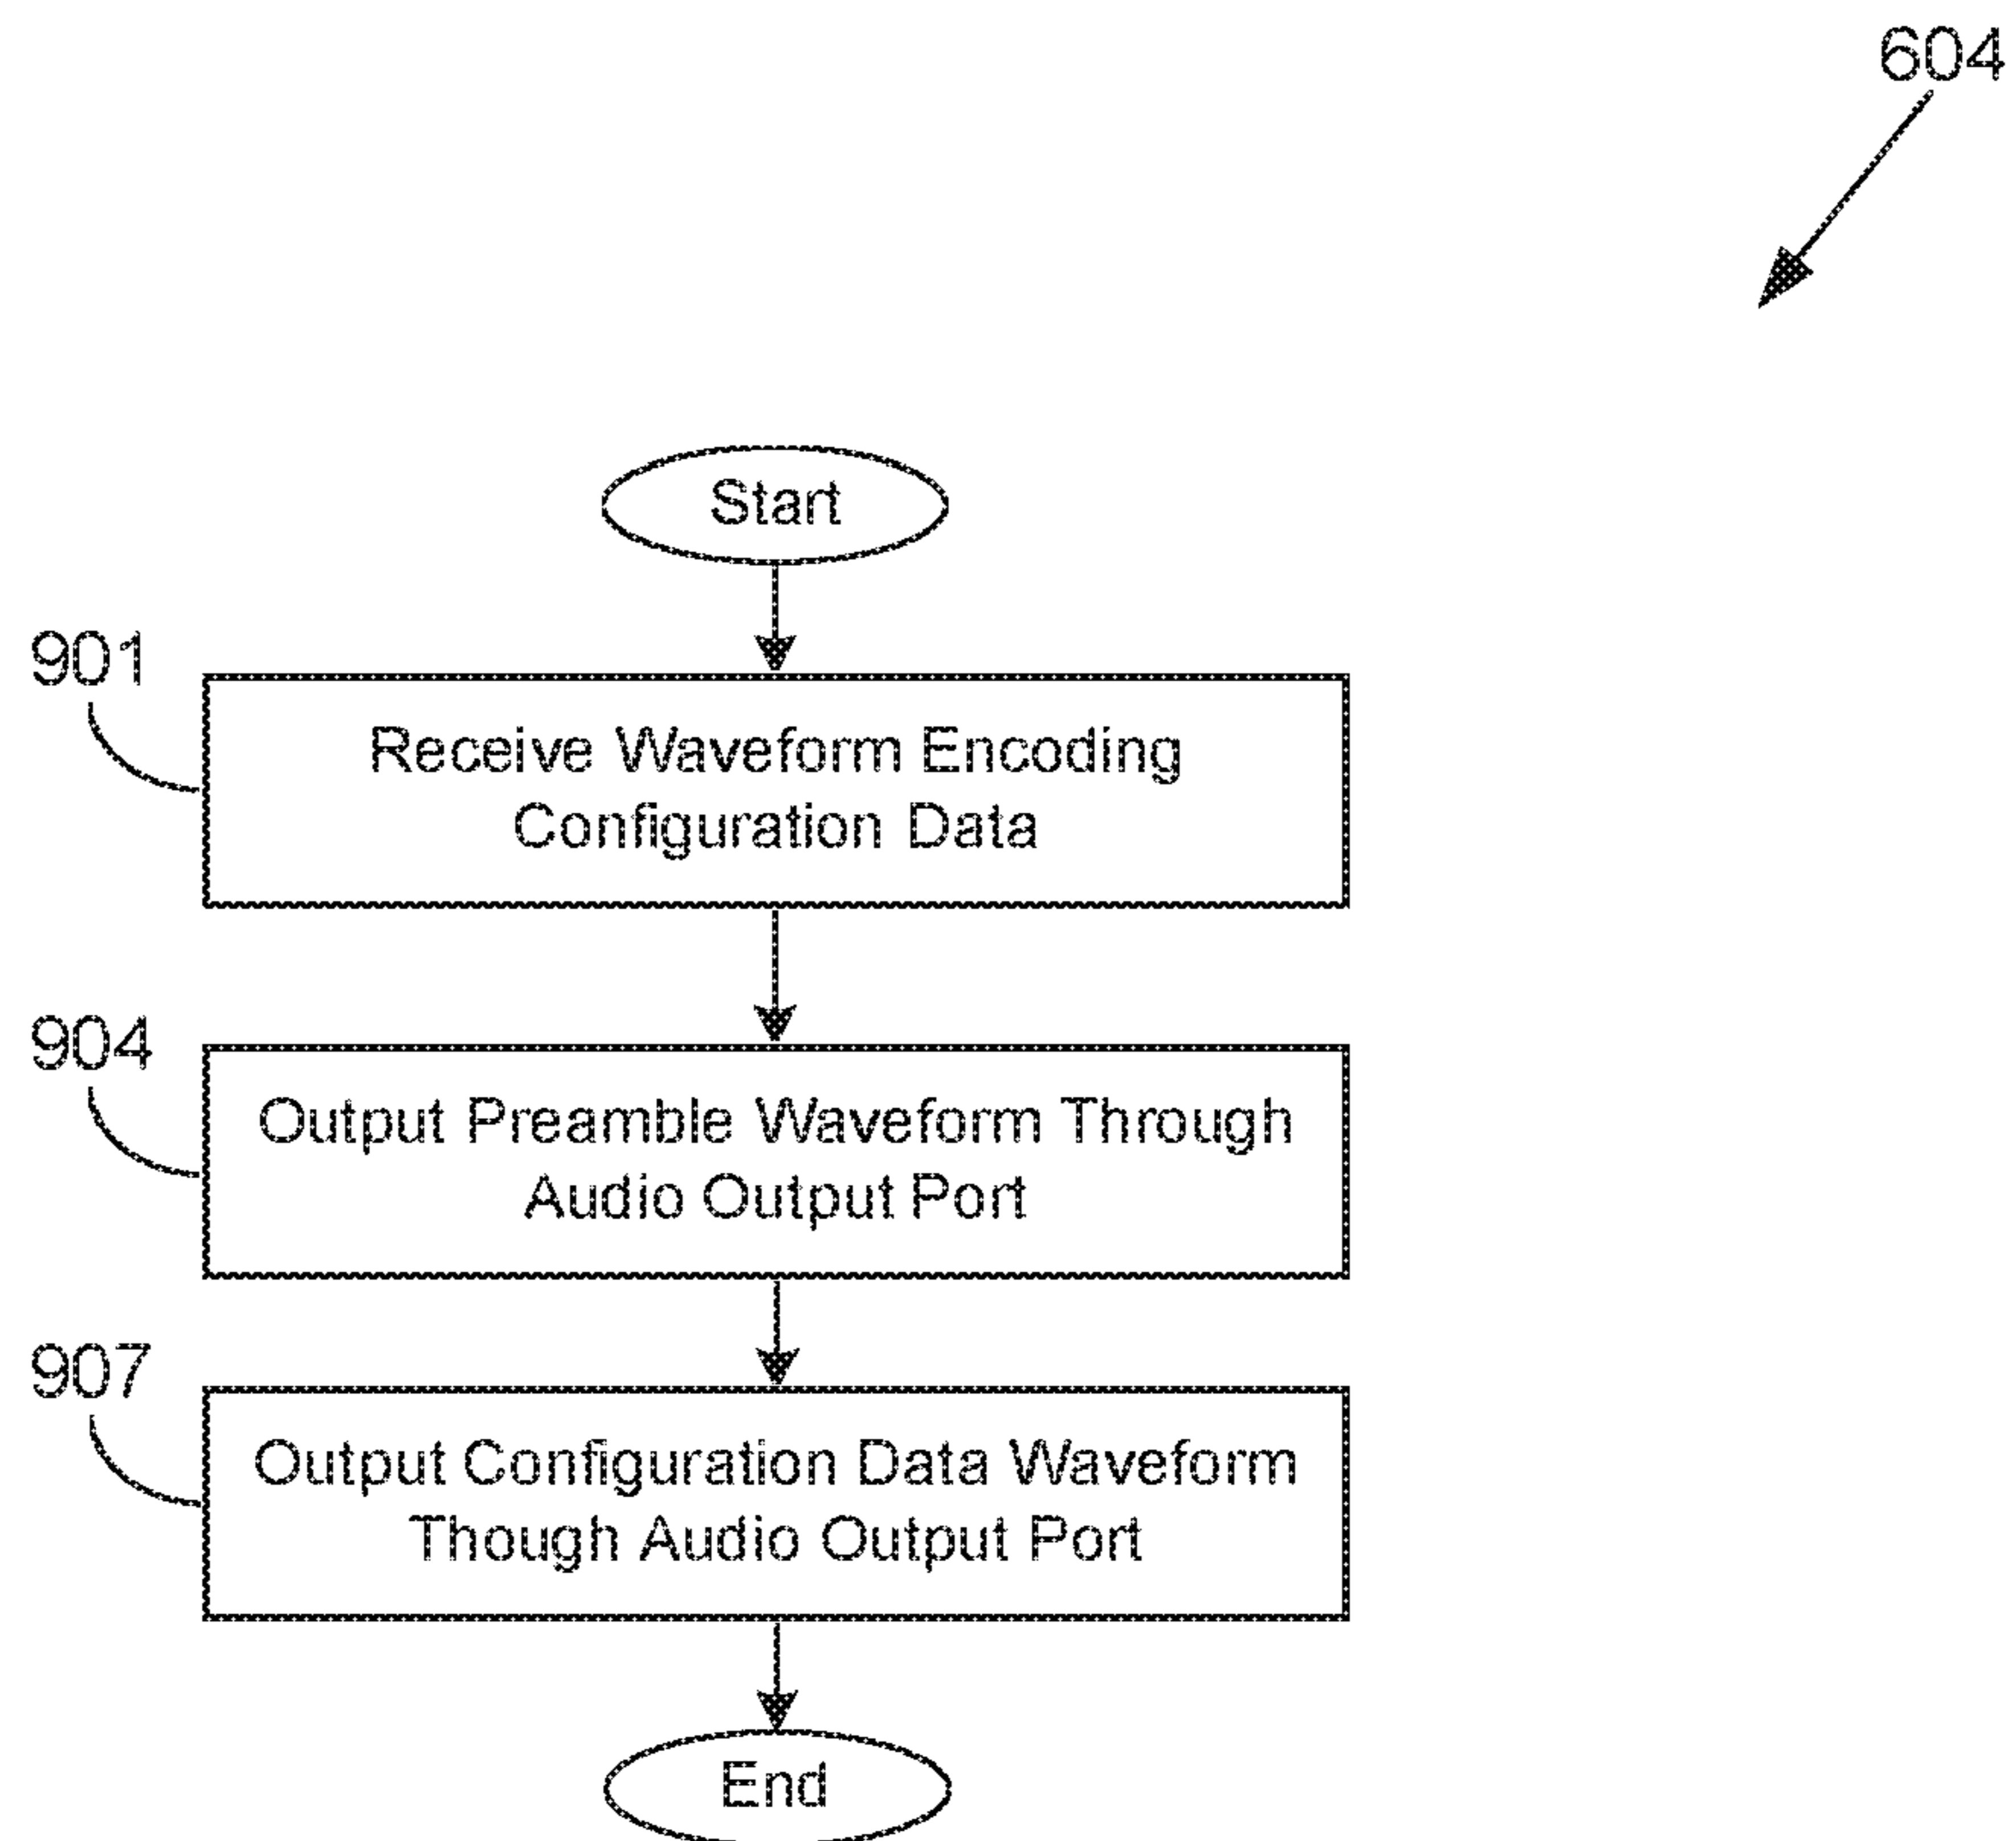 604
Start
901
Receive Waveform Encoding
Configuration Data
904
Output Preamble Waveform Through
Audio Output Port
907
Output Configuration Data Waveform
Though Audio Output Port
End